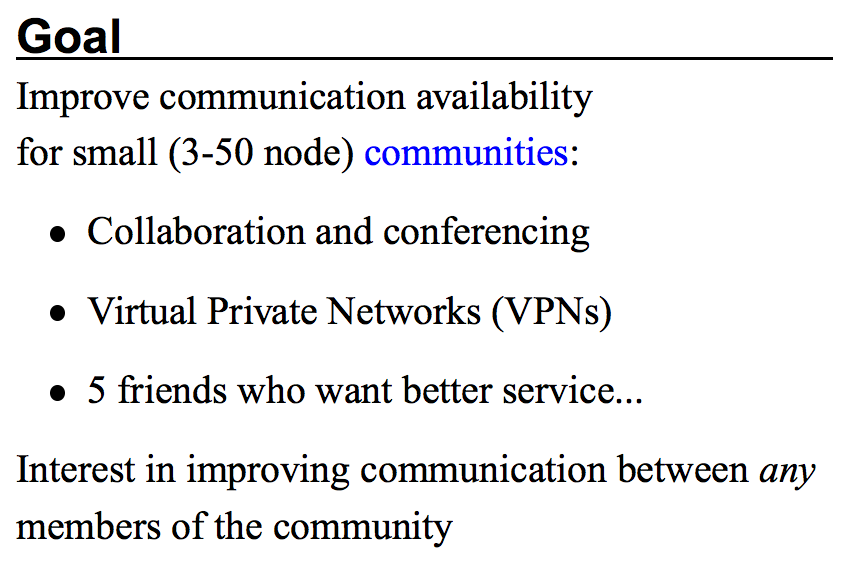 Goal
Improve communication availability
for small (3-50 node) communities:
● Collaboration and conferencing
● Virtual Private Networks (VPNs)
● 5 friends who want better service...
Interest in improving communication between any
members of the community